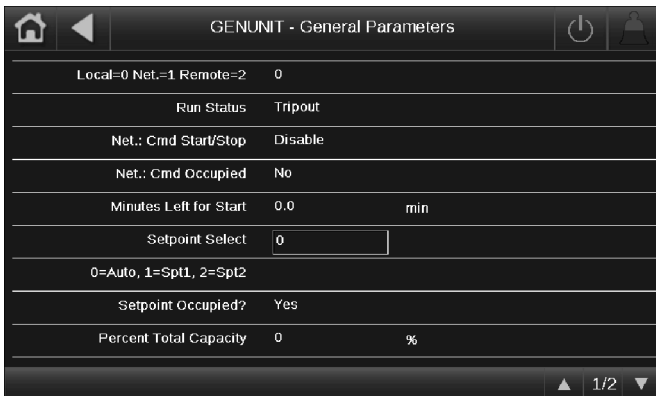 GENUNIT - General Parameters
Local=0 Net.=1 Remote=2 0
Run Status Tripout
Net.: Cmd Start/Stop Disable
Net.: Cmd Occupied No
Minutes Left for Start 0.0 min
Setpoint Select 0
0=Auto, 1=Spt1, 2=Spt2
Setpoint Occupied? Yes
Percent Total Capacity 0 %
1/2